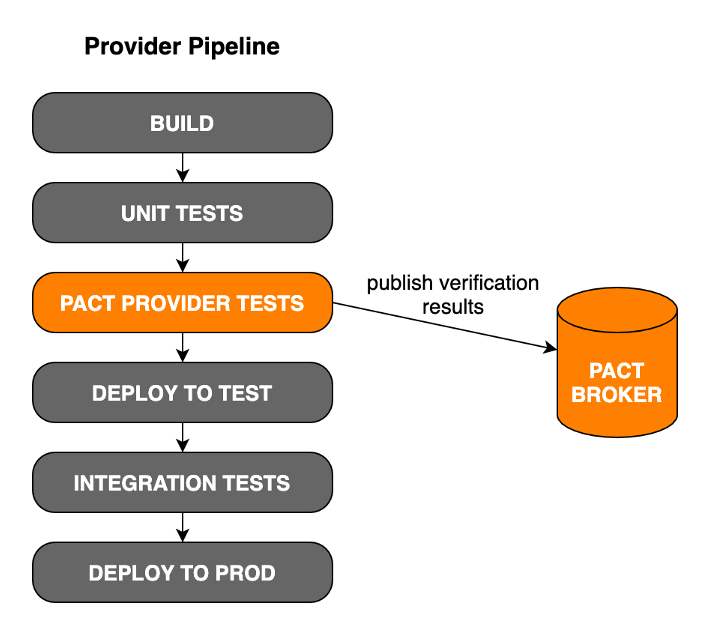 Provider Pipeline
BUILD
UNIT TESTS
PACT PROVIDER TESTS
publish verification
results
PACT
BROKER
DEPLOY TO TEST
INTEGRATION TESTS
DEPLOY TO PROD